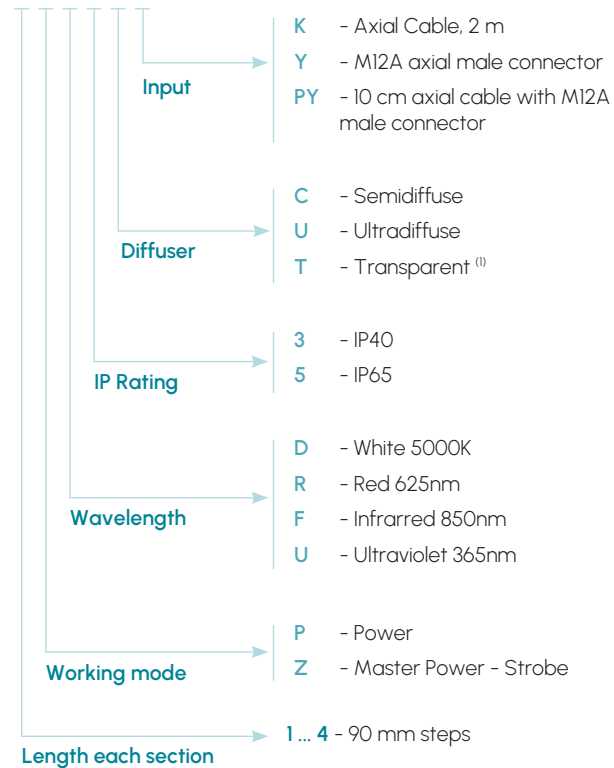 K - Axial Cable, 2 m
Y - M12A axial male connector
Input
PY - 10 cm axial cable with M12A
male connector
C - Semidiffuse
U - Ultradiffuse
Diffuser
T - Transparent (1)
3 - IP40
5 - IP65
IP Rating
D - White 5000K
R - Red 625nm
Wavelength
F - Infrarred 850nm
U - Ultraviolet 365nm
P - Power
Working mode
Z - Master Power - Strobe
1 ... 4 - 90 mm steps
Length each section